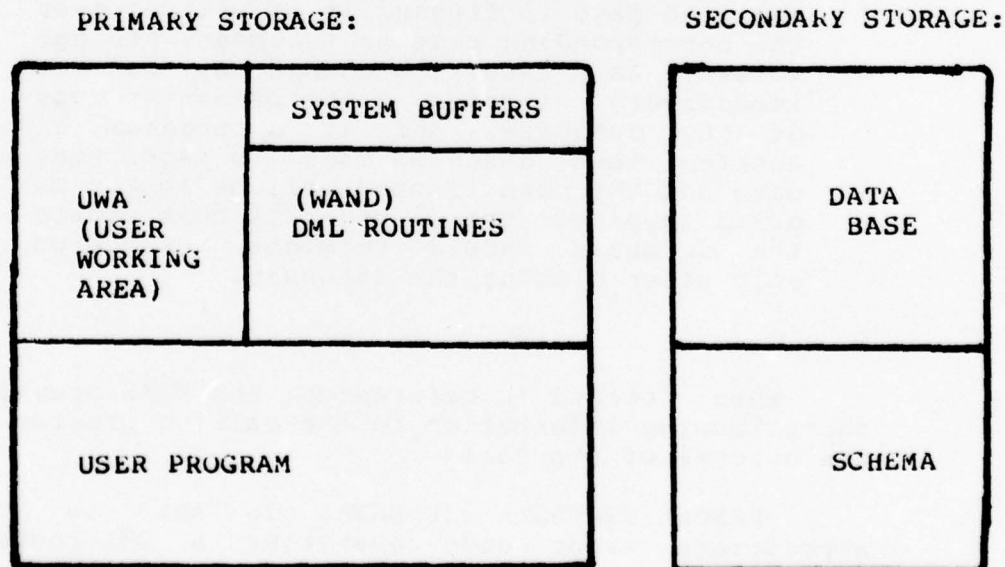 PRIMARY STORAGE:
SECONDARY STORAGE:
SYSTEM BUFFERS
UWA
(USER
WORKING
AREA)
(WAND)
DML ROUTINES
DATA
BASE
USER PROGRAM
SCHEMA